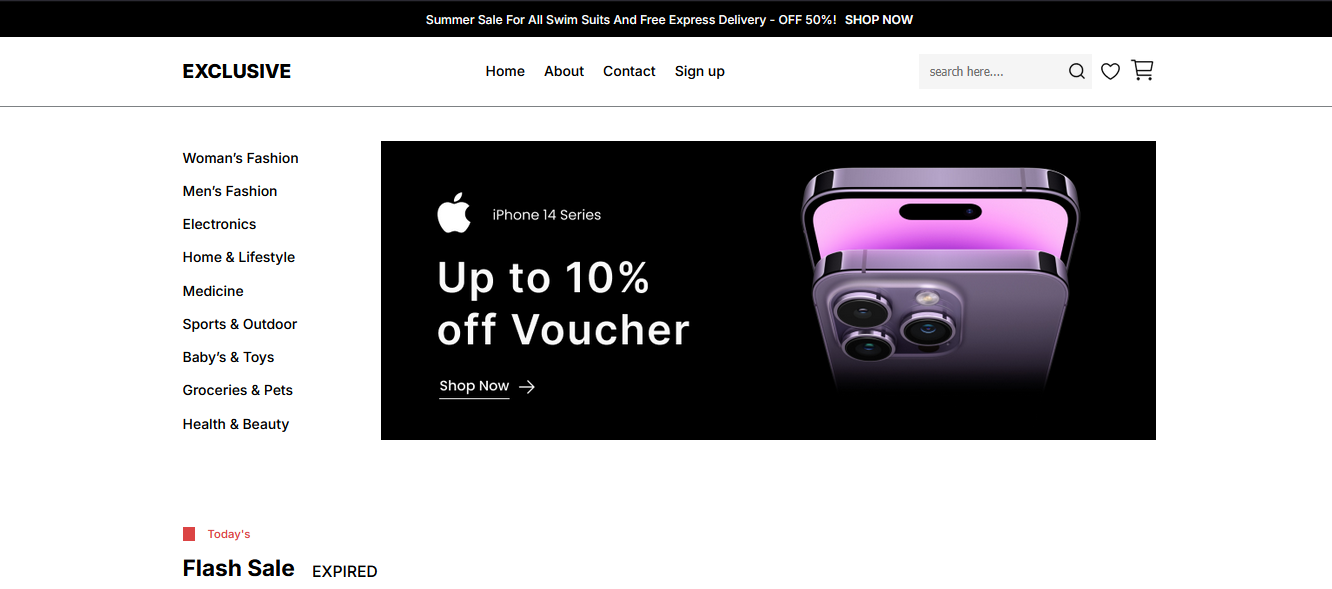 Summer Sale For All Swim Suits And Free Express Delivery - OFF 50%! SHOP NOW
EXCLUSIVE
Home About Contact Sign up
search here....
Woman’s Fashion
Men’s Fashion
Electronics
Home & Lifestyle
Medicine
Sports & Outdoor
Baby’s & Toys
Groceries & Pets
Health & Beauty
iPhone 14 Series
Up to 10%
off Voucher
Shop Now
Today's
Flash Sale EXPIRED